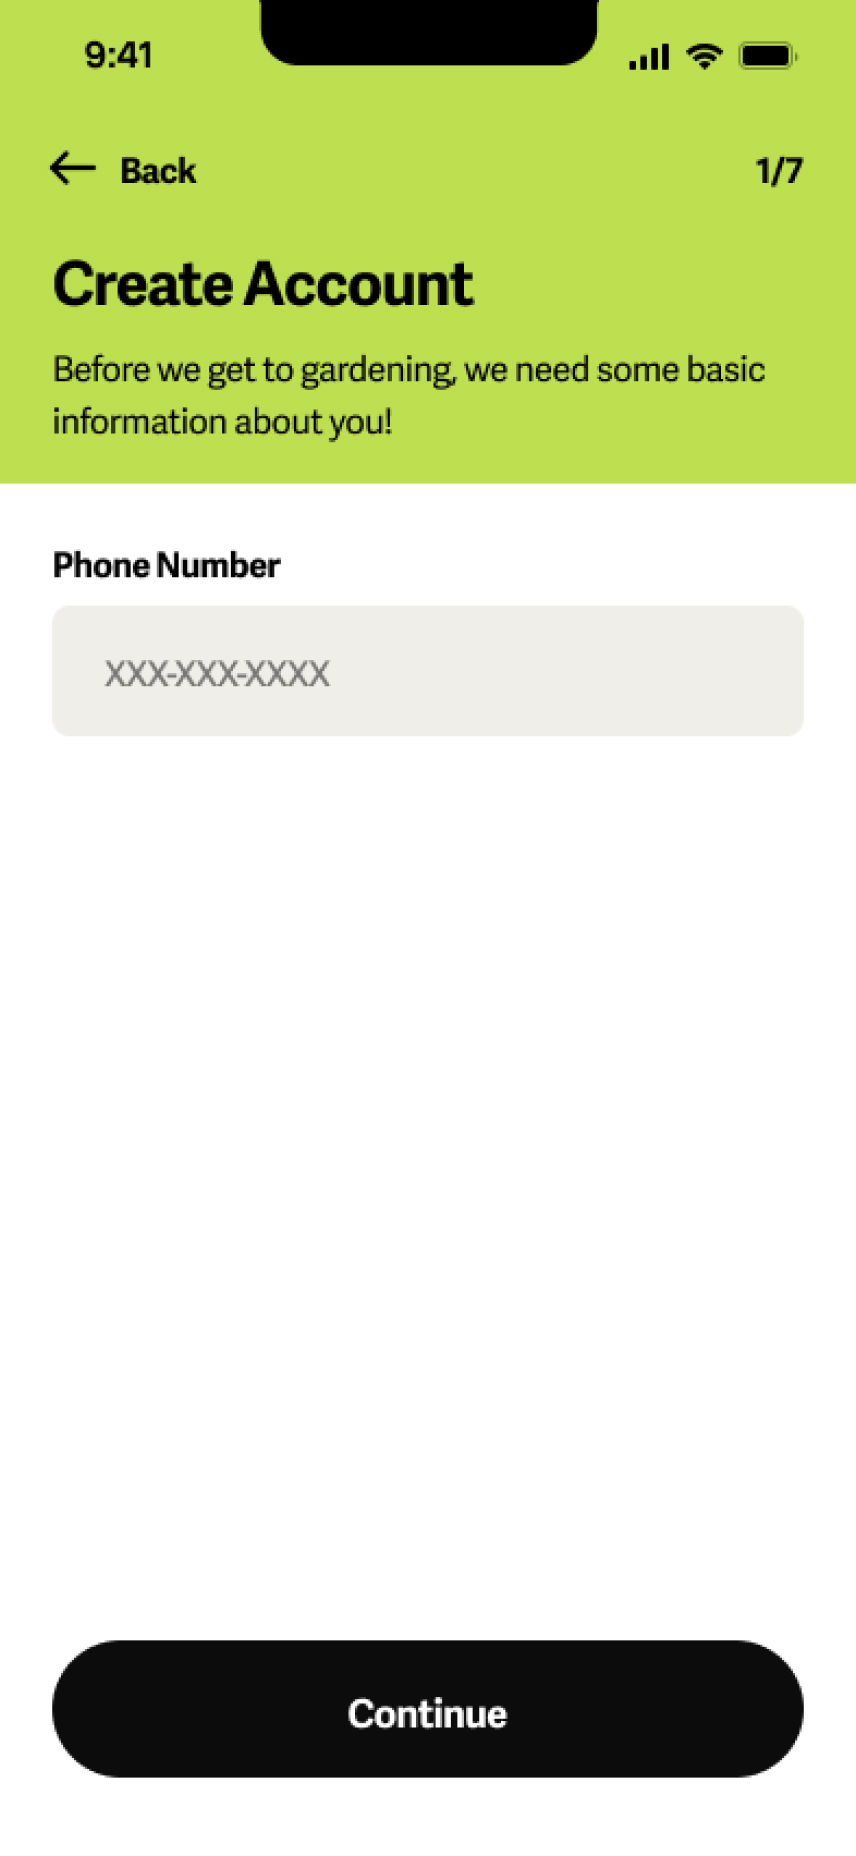 9:41
Back
1/7
Create Account
Before we get to gardening, we need some basic
information about you!
Phone Number
XXX-XXX-XXXX
Continue